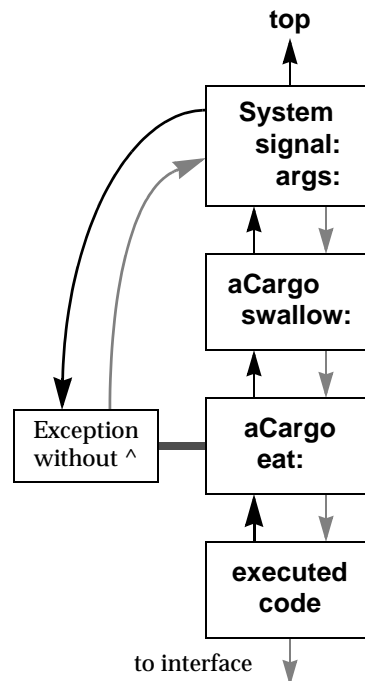 top
System
signal:
args:
aCargo
swallow:
Exception
without ^
aCargo
eat:
executed
code
to interface